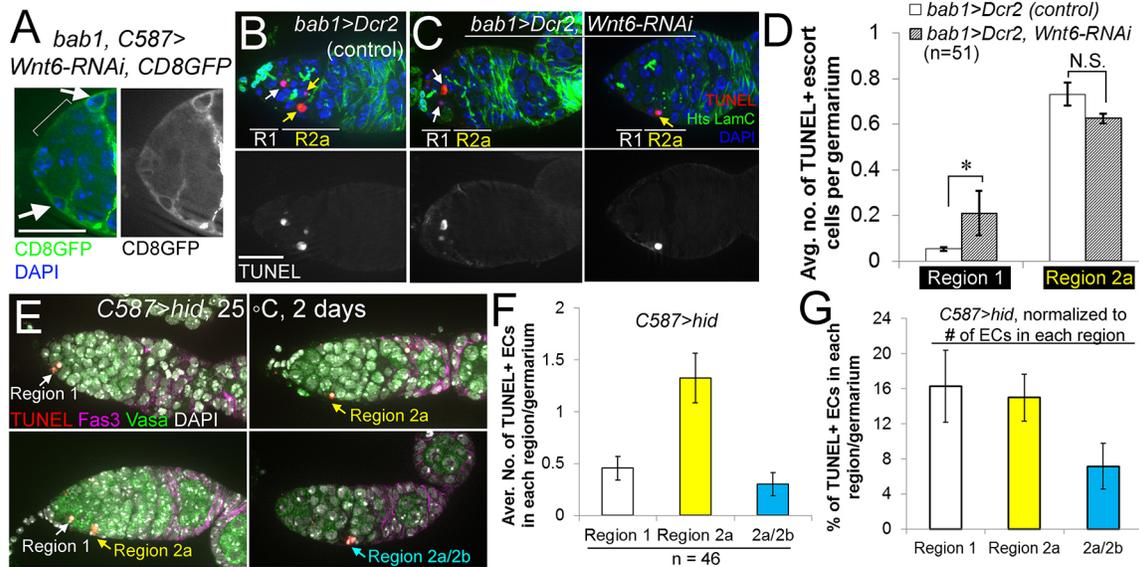 A
bab1, C587>
Wnt6-RNAi, CD8GFP
CD8GFP
DAPI
CD8GFP
B
bab1>Dcr2
(control)
R1 R2a
TUNEL
C
bab1>Dcr2, Wnt6-RNAi
R1 R2a
TUNEL
Hts LamC
DAPI
R1 R2a
D
bab1>Dcr2 (control)
bab1>Dcr2, Wnt6-RNAi
(n=51)
Avg. no. of TUNEL+ escort
cells per germarium
1
0.8
0.6
0.4
0.2
0
*
N.S.
Region 1
Region 2a
E
C587>hid, 25 °C, 2 days
Region 1
TUNEL Fas3 Vasa DAPI
Region 2a
Region 1
Region 2a
Region 2a/2b
F
C587>hid
Aver. No. of TUNEL+ ECs
in each region/germarium
2
1.5
1
0.5
0
Region 1 Region 2a 2a/2b
n = 46
G
C587>hid, normalized to
# of ECs in each region
% of TUNEL+ ECs in each
region/germarium
24
20
16
12
8
4
0
Region 1 Region 2a 2a/2b